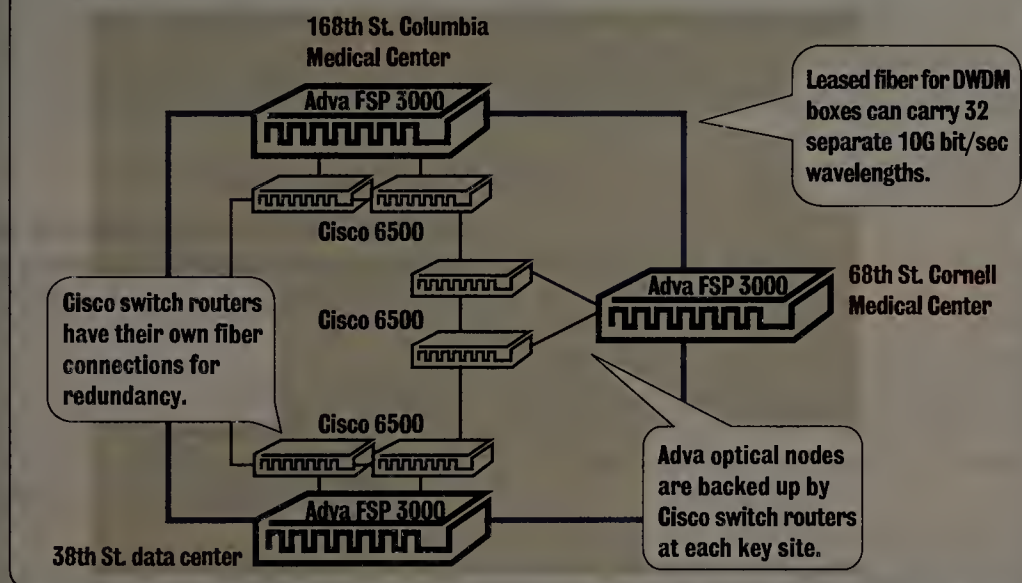 168th St. Columbia
Medical Center
Adva FSP 3000
Leased fiber for DWDM
boxes can carry 32
separate 10G bit/sec
wavelengths.
Cisco 6500
Adva FSP 3000
68th St. Cornell
Medical Center
Cisco 6500
Cisco switch routers
have their own fiber
connections for
redundancy.
Cisco 6500
Adva optical nodes
are backed up by
Cisco switch routers
at each key site.
Adva FSP 3000
38th St. data center